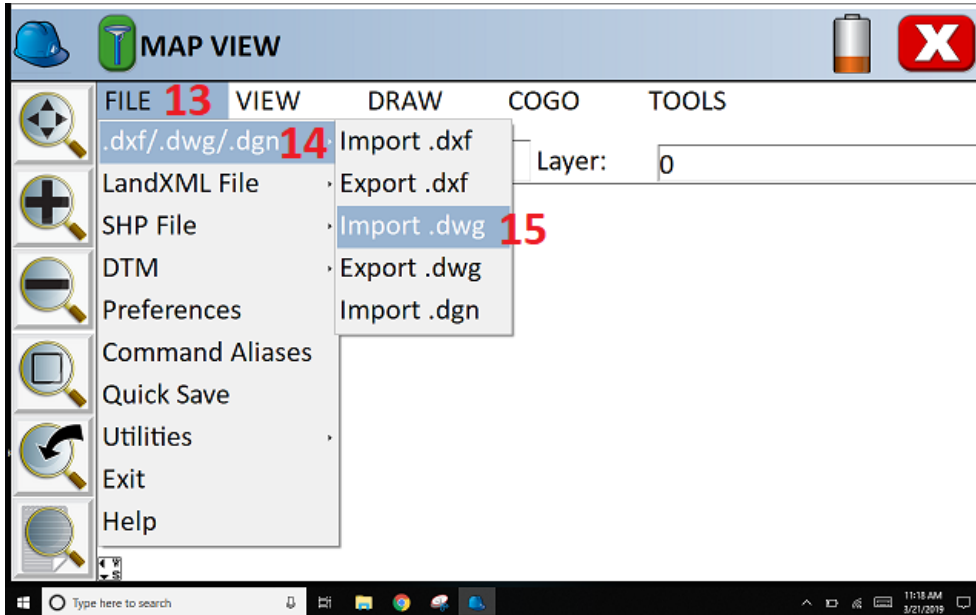 MAP VIEW
FILE 13 VIEW DRAW COGO TOOLS
.dxf/.dwg/.dgn 14 Import .dxf
Layer: 0
LandXML File Export .dxf
SHP File Import .dwg 15
DTM Export .dwg
Preferences Import .dgn
Command Aliases
Quick Save
Utilities
Exit
Help
Type here to search
11:18 AM
3/21/2019